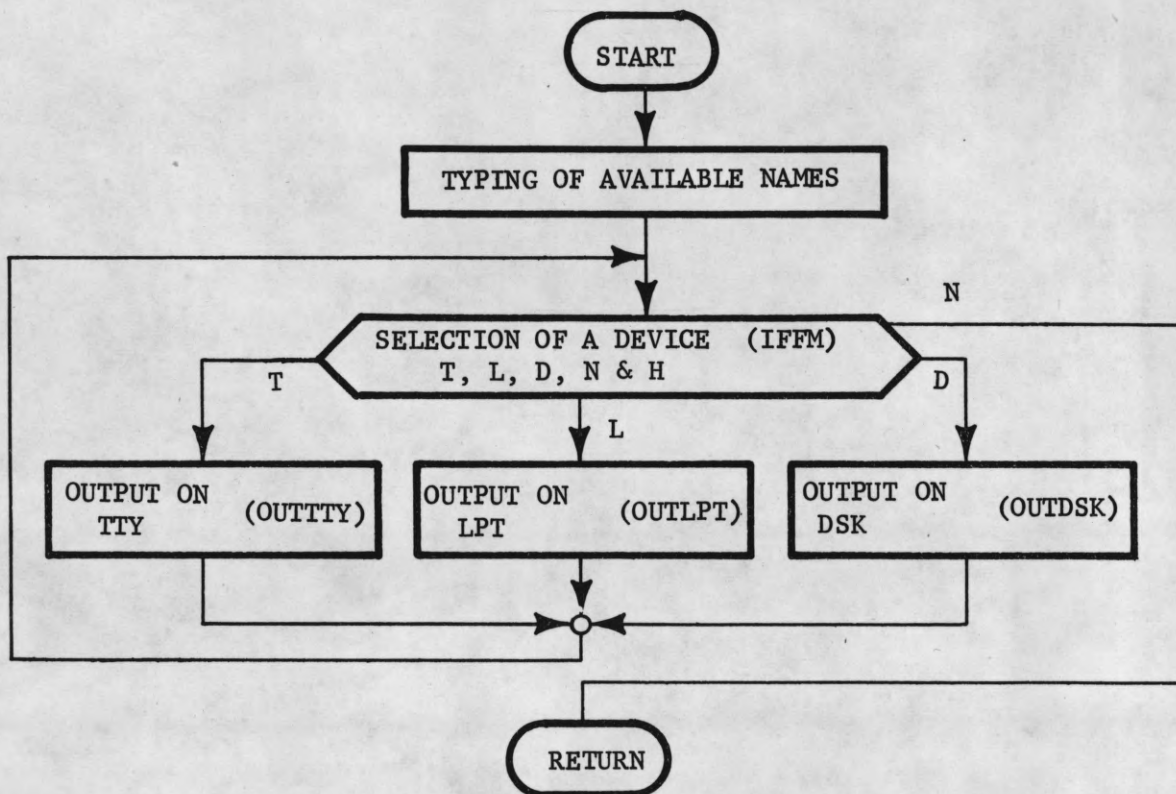 START
TYPING OF AVAILABLE NAMES
N
SELECTION OF A DEVICE (IFFM)
T, L, D, N & H
T
D
L
OUTPUT ON
TTY (OUTTTY)
OUTPUT ON
LPT (OUTLPT)
OUTPUT ON
DSK (OUTDSK)
RETURN